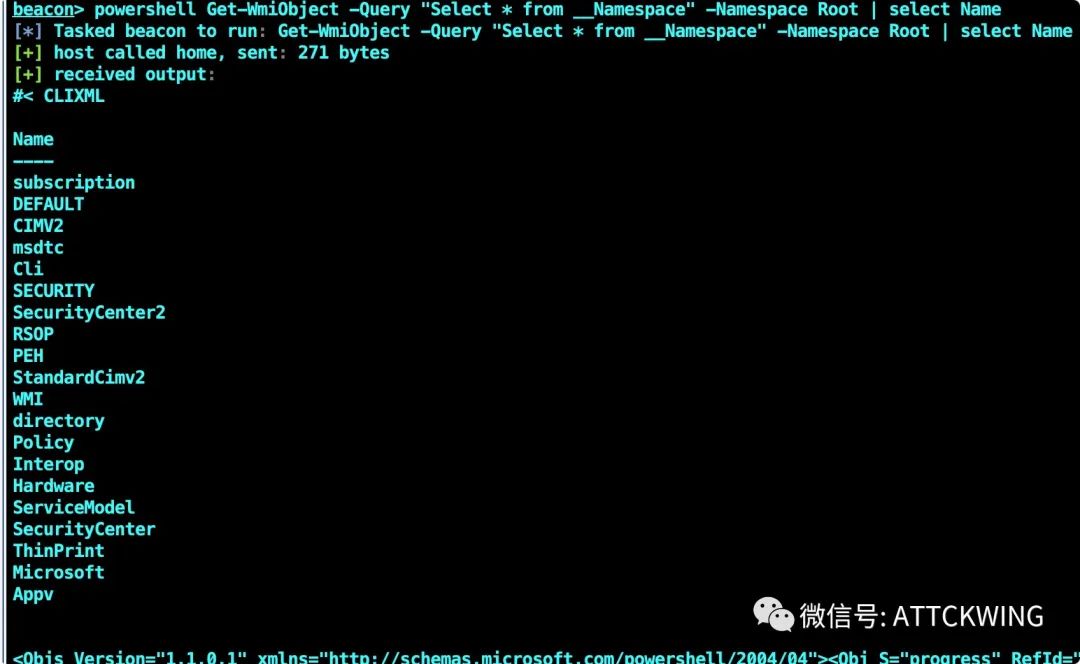 beacon> powershell Get-WmiObject -Query "Select * from __Namespace" -Namespace Root | select Name
[*] Tasked beacon to run: Get-WmiObject -Query "Select * from __Namespace" -Namespace Root | select Name
[+] host called home, sent: 271 bytes
[+] received output:
#< CLIXML
Name
----
subscription
DEFAULT
CIMV2
msdtc
Cli
SECURITY
SecurityCenter2
RSOP
PEH
StandardCimv2
WMI
directory
Policy
Interop
Hardware
ServiceModel
SecurityCenter
ThinPrint
Microsoft
Appv
微信号: ATTCKWING
<Objs Version="1.1.0.1" xmlns="http://schemas.microsoft.com/powershell/2004/04"><Obj S="progress" RefId="